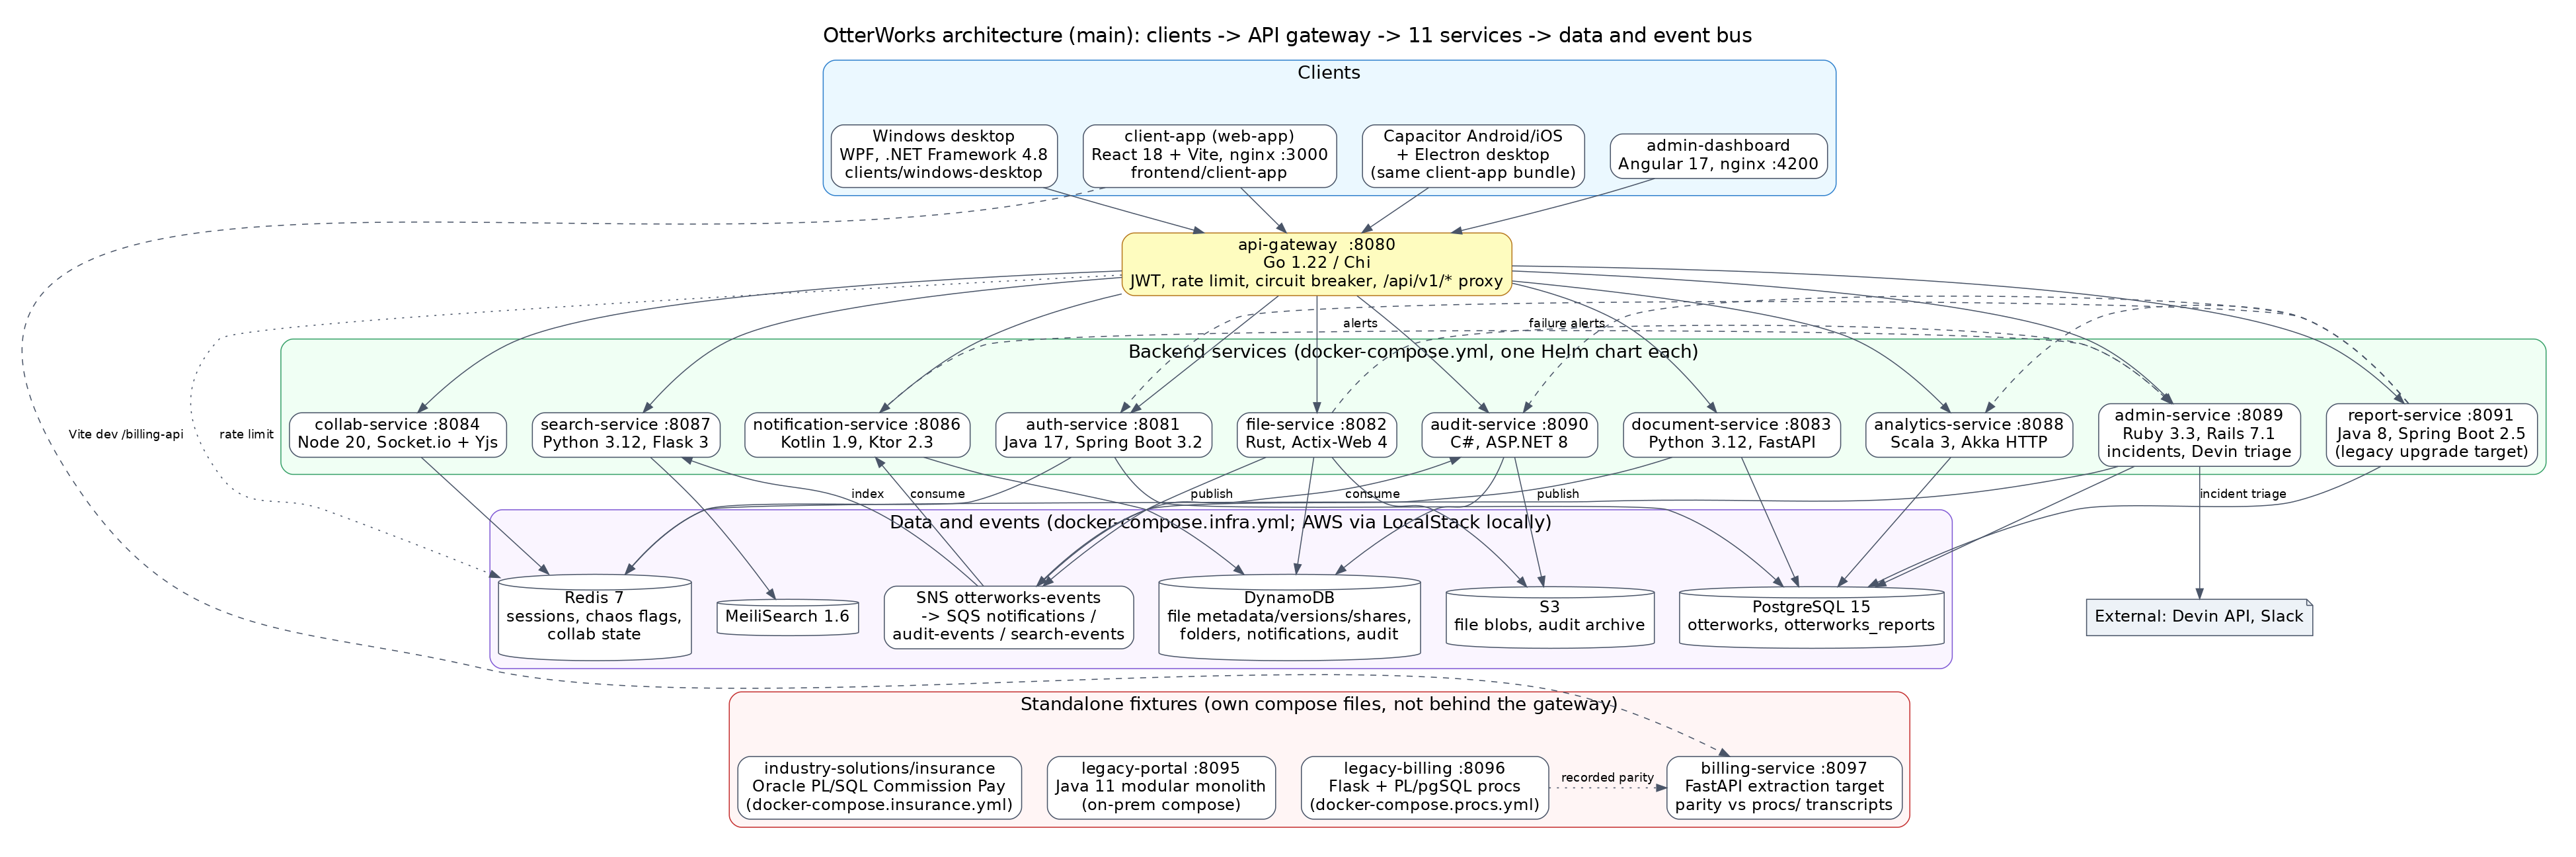 OtterWorks architecture (main): clients -> API gateway -> 11 services -> data and event bus
Clients
Windows desktop
WPF, .NET Framework 4.8
clients/windows-desktop
client-app (web-app)
React 18 + Vite, nginx :3000
frontend/client-app
Capacitor Android/iOS
+ Electron desktop
(same client-app bundle)
admin-dashboard
Angular 17, nginx :4200
api-gateway  :8080
Go 1.22 / Chi
JWT, rate limit, circuit breaker, /api/v1/* proxy
alerts
failure alerts
Backend services (docker-compose.yml, one Helm chart each)
Vite dev /billing-api
rate limit
collab-service :8084
Node 20, Socket.io + Yjs
search-service :8087
Python 3.12, Flask 3
notification-service :8086
Kotlin 1.9, Ktor 2.3
auth-service :8081
Java 17, Spring Boot 3.2
file-service :8082
Rust, Actix-Web 4
audit-service :8090
C#, ASP.NET 8
document-service :8083
Python 3.12, FastAPI
analytics-service :8088
Scala 3, Akka HTTP
admin-service :8089
Ruby 3.3, Rails 7.1
incidents, Devin triage
report-service :8091
Java 8, Spring Boot 2.5
(legacy upgrade target)
index
consume
publish
consume
publish
incident triage
Data and events (docker-compose.infra.yml; AWS via LocalStack locally)
Redis 7
sessions, chaos flags,
collab state
MeiliSearch 1.6
SNS otterworks-events
-> SQS notifications /
audit-events / search-events
DynamoDB
file metadata/versions/shares,
folders, notifications, audit
S3
file blobs, audit archive
PostgreSQL 15
otterworks, otterworks_reports
External: Devin API, Slack
Standalone fixtures (own compose files, not behind the gateway)
industry-solutions/insurance
Oracle PL/SQL Commission Pay
(docker-compose.insurance.yml)
legacy-portal :8095
Java 11 modular monolith
(on-prem compose)
legacy-billing :8096
Flask + PL/pgSQL procs
(docker-compose.procs.yml)
recorded parity
billing-service :8097
FastAPI extraction target
parity vs procs/ transcripts